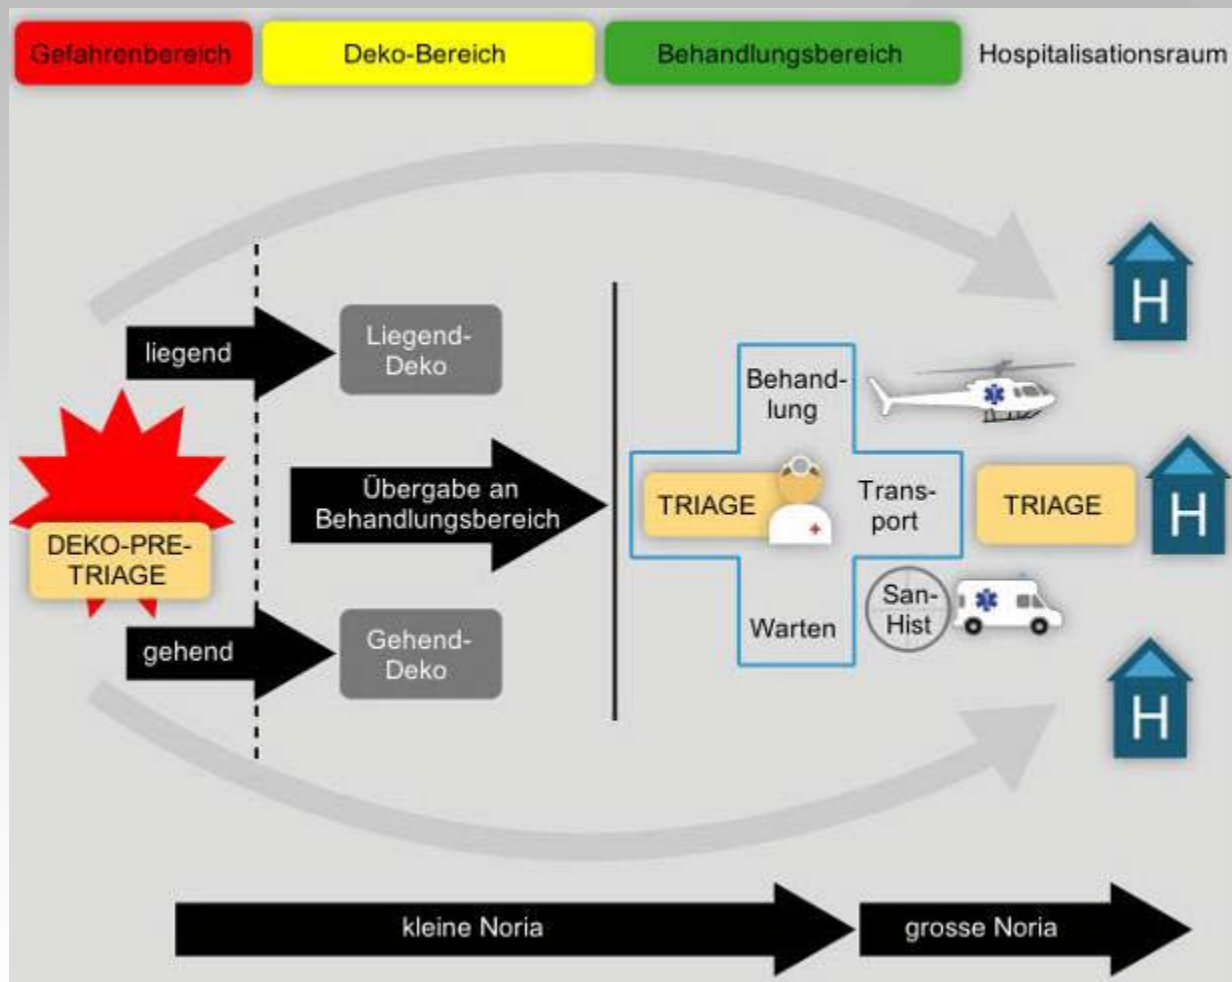 Gefahrenbereich
Deko-Bereich
Behandlungsbereich
Hospitalisationsraum
H
liegend
Liegend-
Deko
Behand-
lung
Übergabe an
Behandlungsbereich
TRIAGE
Trans-
port
TRIAGE
H
DEKO-PRE-
TRIAGE
gehend
Gehend-
Deko
Warten
San-
Hist
H
kleine Noria
grosse Noria